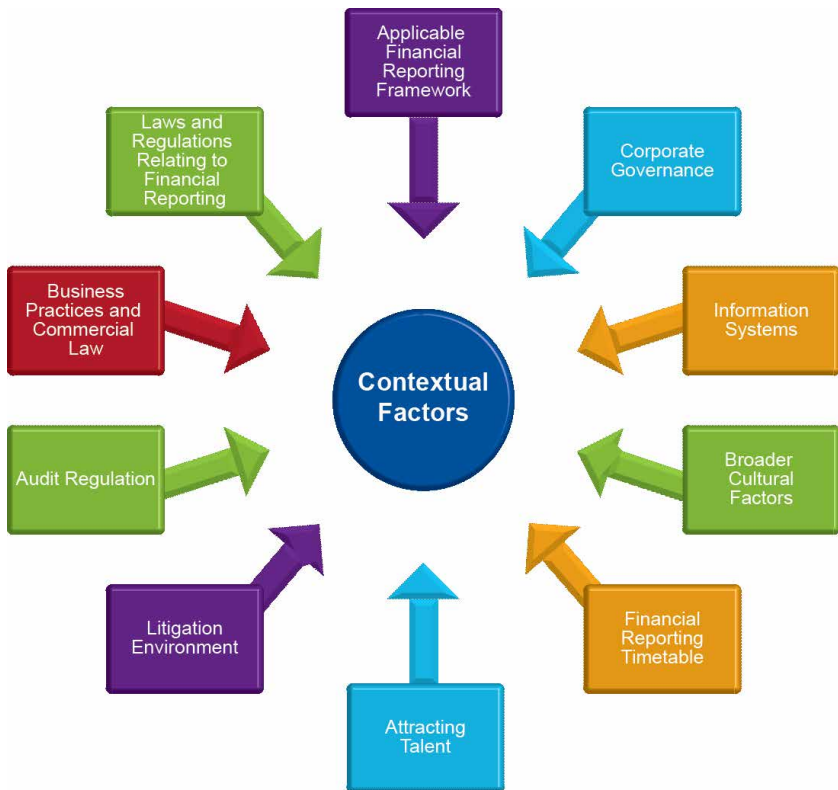 Applicable
Financial
Reporting
Framework
Laws and
Regulations
Relating to
Financial
Reporting
Corporate
Governance
Business
Practices and
Commercial
Law
Information
Systems
Contextual
Factors
Audit Regulation
Broader
Cultural
Factors
Litigation
Environment
Financial
Reporting
Timetable
Attracting
Talent